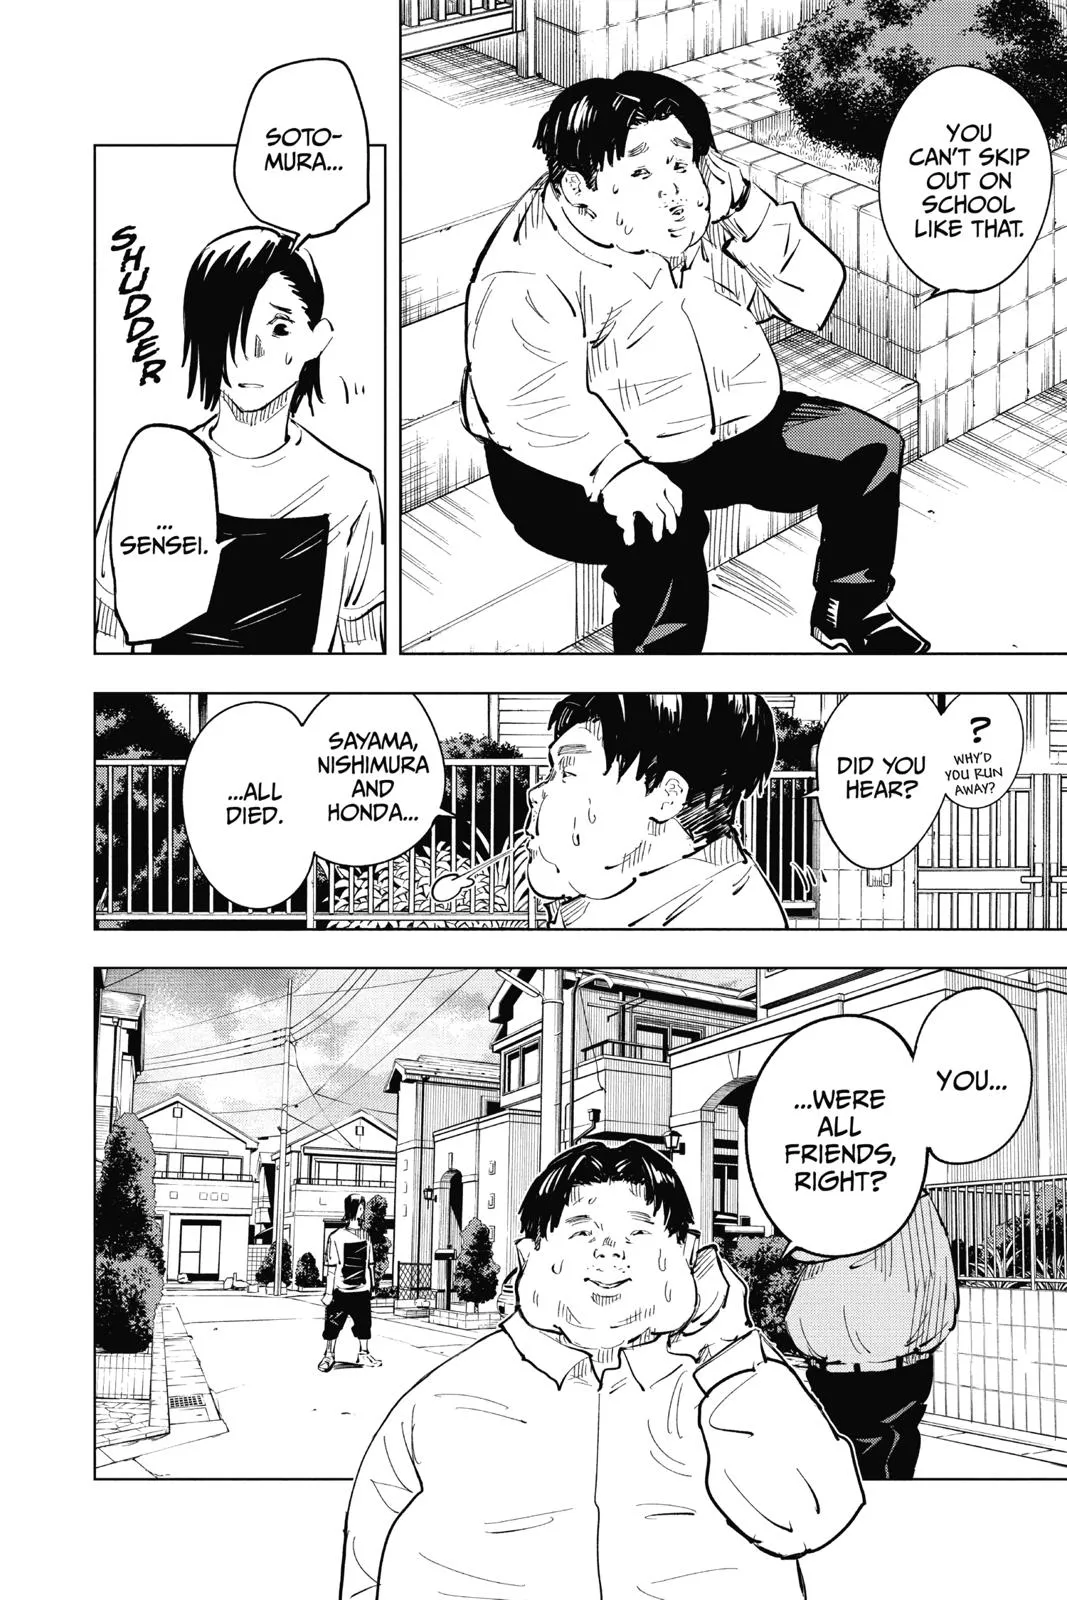 YOU
CAN'T SKIP
OUT ON
SCHOOL
LIKE THAT.
SOTO-
MURA...
SHUDDER
...
SENSEI.
?
WHY'D
YOU RUN
AWAY?
DID YOU
HEAR?
SAYAMA,
NISHIMURA
AND
HONDA...
...ALL
DIED.
YOU...
...WERE
ALL
FRIENDS,
RIGHT?